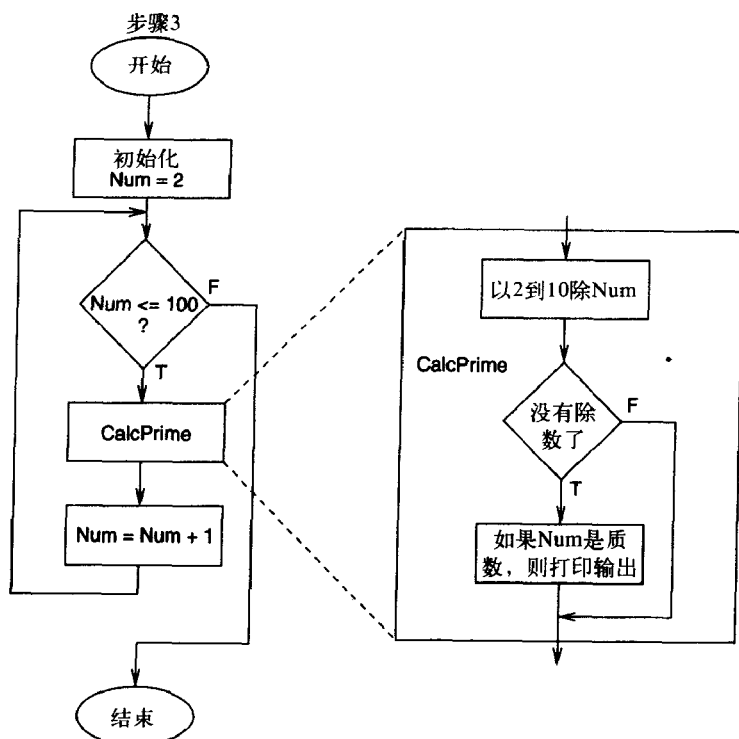 步骤3
开始
初始化
Num = 2
Num <= 100
?
F
T
CalcPrime
Num = Num + 1
结束
以2到10除Num
CalcPrime
没有除
数了
F
T
如果Num是质
数，则打印输出